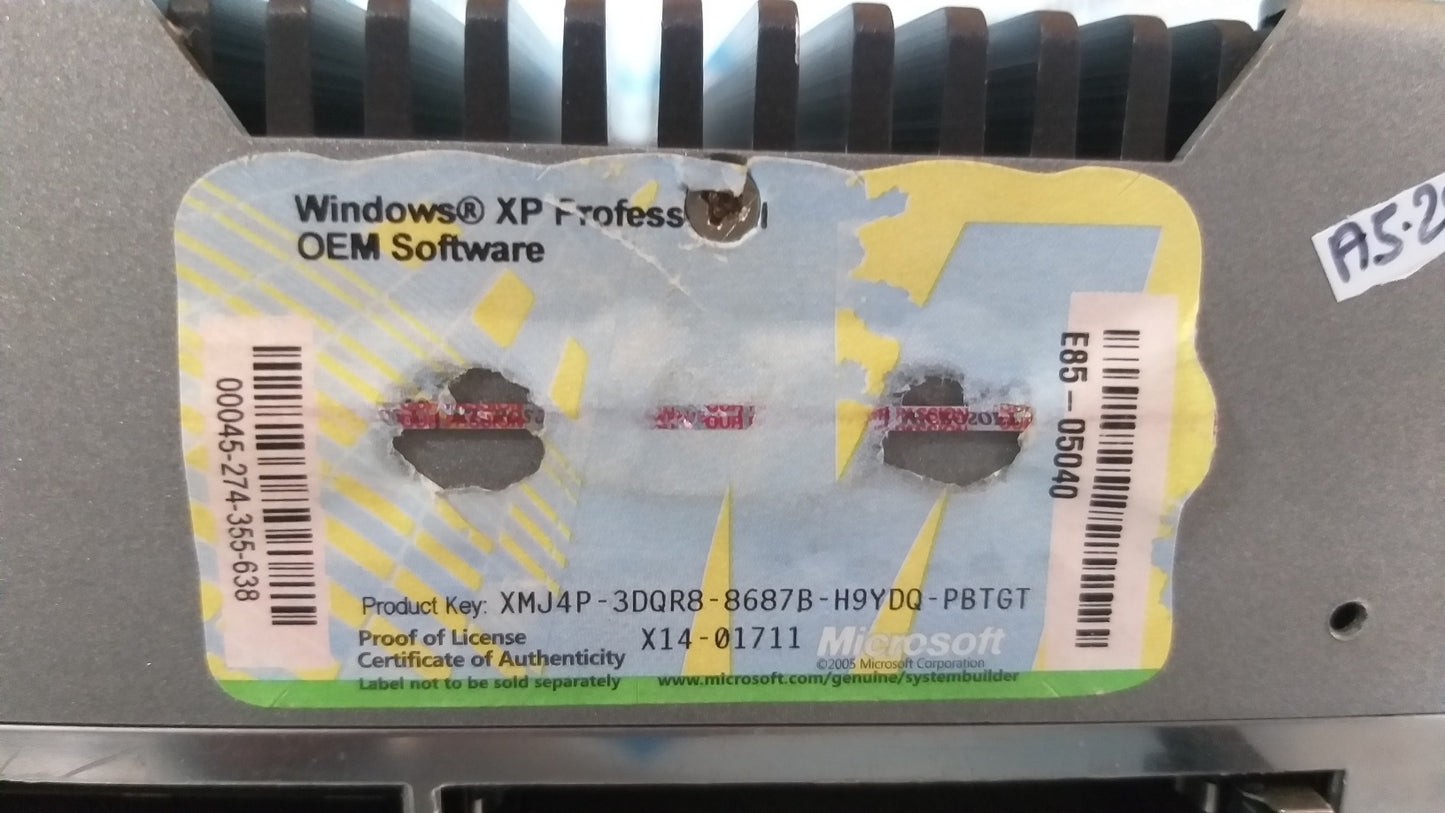 Windows® XP Profess
OEM Software
A5.2
00045-274-355-638
E85-05040
Product Key: XMJ4P-3DQR8-8687B-H9YDQ-PBTGT
Proof of License
X14-01711
Microsoft
Certificate of Authenticity
©2005 Microsoft Corporation
Label not to be sold separately
www.microsoft.com/genuine/systembuilder